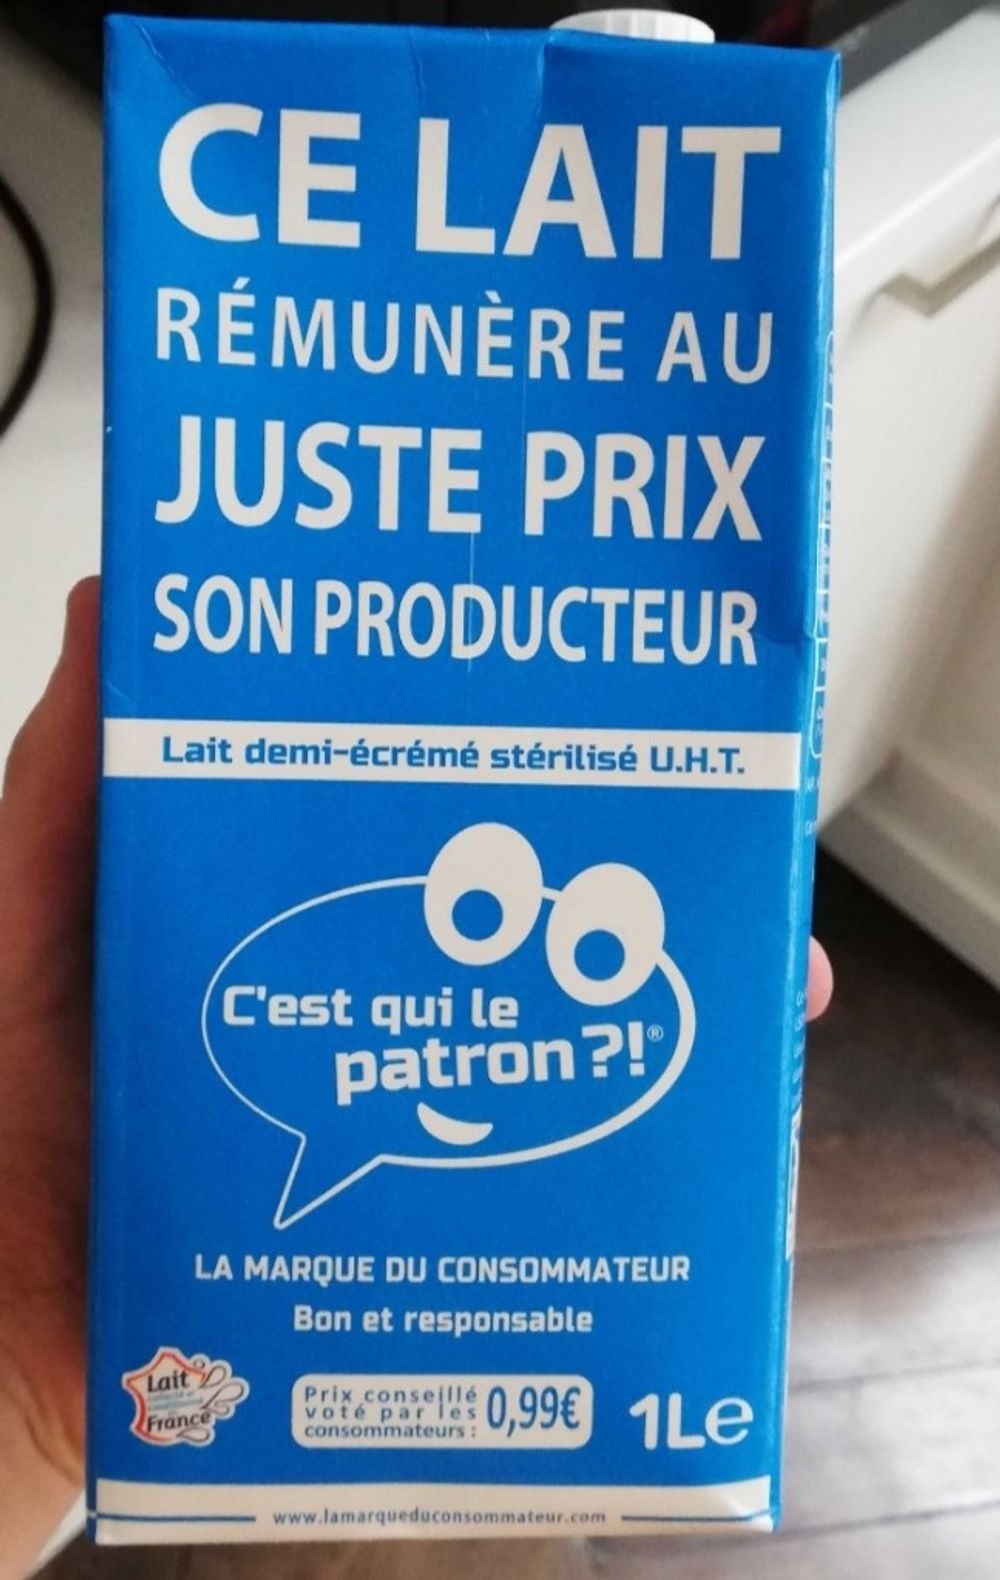 CE LAIT
RÉMUNÈRE AU
JUSTE PRIX
SON PRODUCTEUR
Lait demi-écrémé stérilisé U.H.T.
C'est qui le
patron?!®
LA MARQUE DU CONSOMMATEUR
Bon et responsable
Lait
France
Prix conseillé
voté par les
consommateurs :
0,99€
1Le
www.lamarqueduconsommateur.com